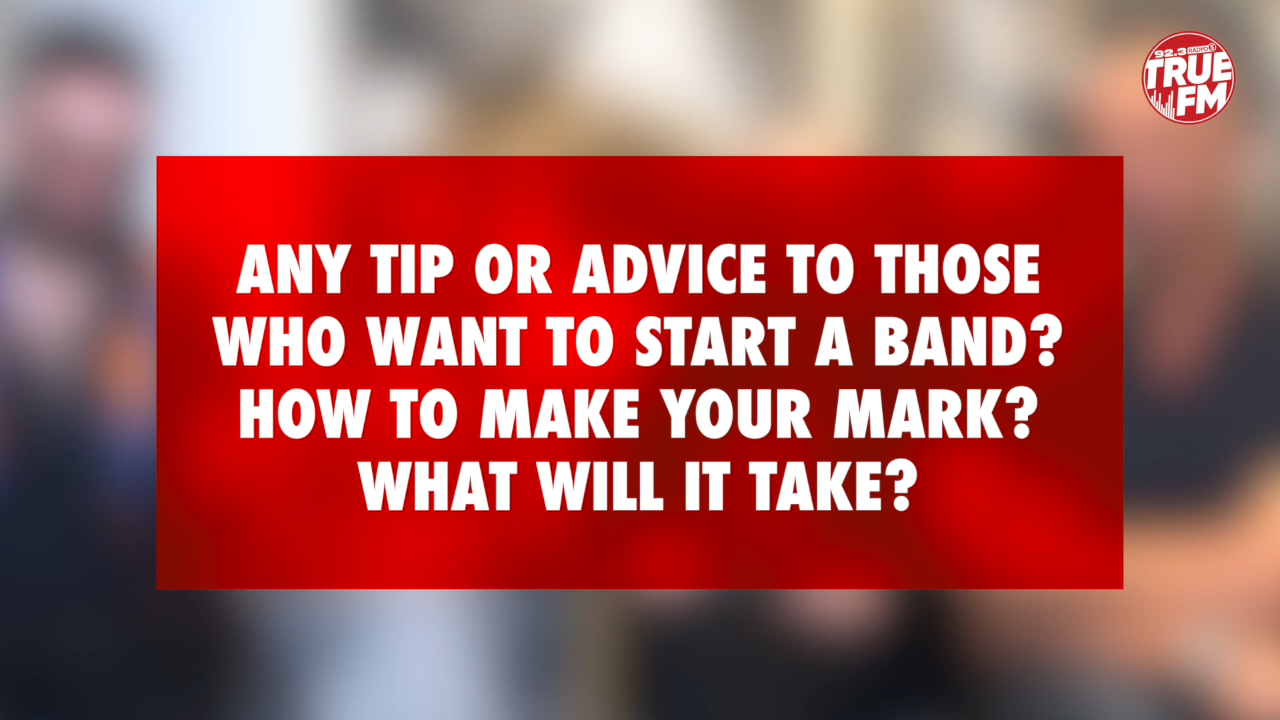 92.3 RADYO5
TRUE
FM
ANY TIP OR ADVICE TO THOSE
WHO WANT TO START A BAND?
HOW TO MAKE YOUR MARK?
WHAT WILL IT TAKE?